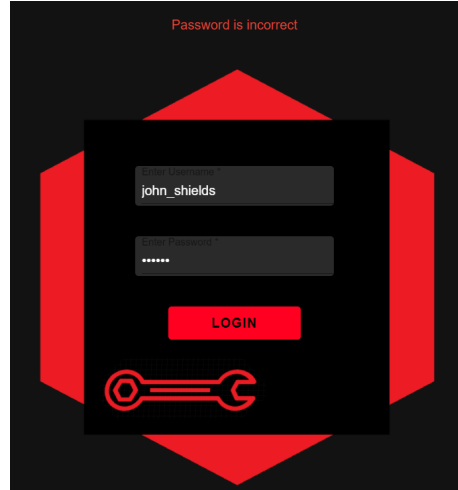 Password is incorrect
Enter Username *
john_shields
Enter Password *
••••••
LOGIN